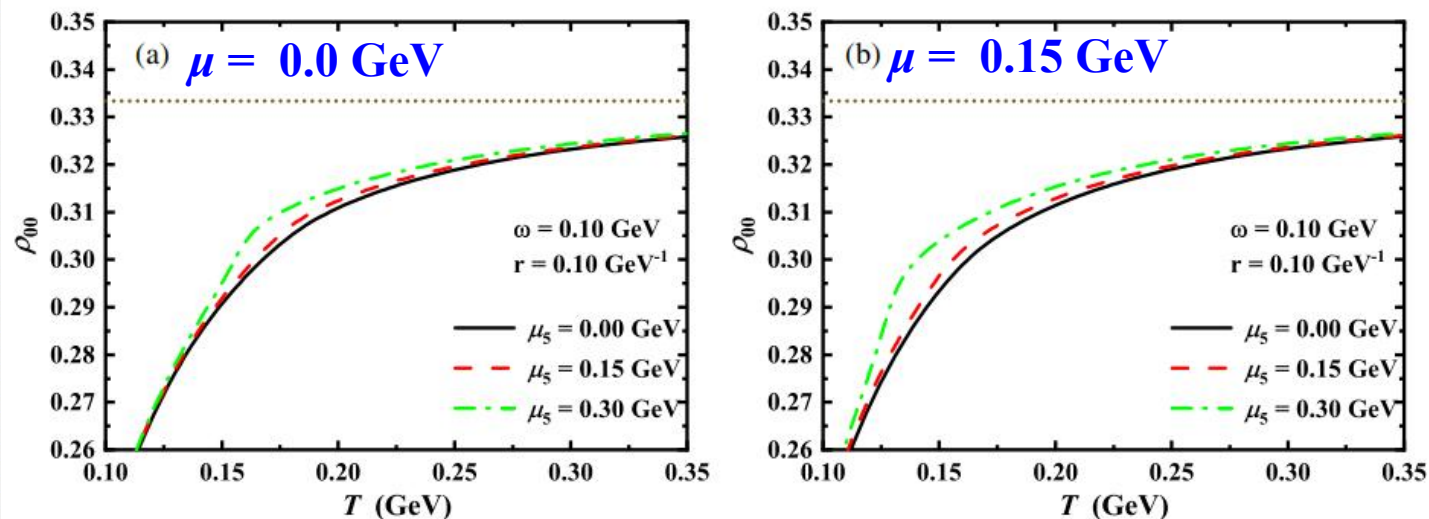 (a) μ = 0.0 GeV
0.35
0.34
0.33
0.32
0.31
0.30
0.29
0.28
0.27
0.26
ρ₀₀
ω = 0.10 GeV
r = 0.10 GeV⁻¹
μ₅ = 0.00 GeV
μ₅ = 0.15 GeV
μ₅ = 0.30 GeV
0.10 0.15 0.20 0.25 0.30 0.35
T (GeV)
(b) μ = 0.15 GeV
0.35
0.34
0.33
0.32
0.31
0.30
0.29
0.28
0.27
0.26
ρ₀₀
ω = 0.10 GeV
r = 0.10 GeV⁻¹
μ₅ = 0.00 GeV
μ₅ = 0.15 GeV
μ₅ = 0.30 GeV
0.10 0.15 0.20 0.25 0.30 0.35
T (GeV)